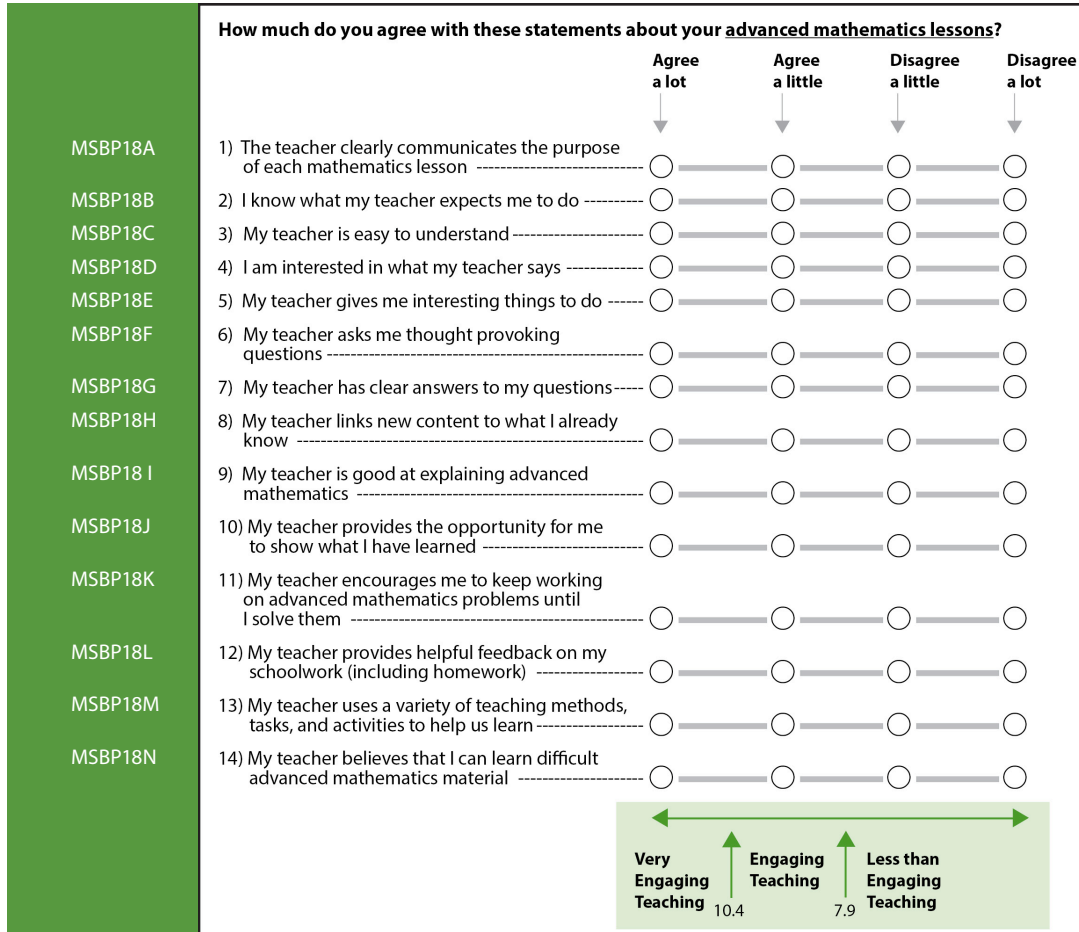 How much do you agree with these statements about your advanced mathematics lessons?
Agree a lot
Agree a little
Disagree a little
Disagree a lot
MSBP18A
1) The teacher clearly communicates the purpose
of each mathematics lesson
MSBP18B
2) I know what my teacher expects me to do
MSBP18C
3) My teacher is easy to understand
MSBP18D
4) I am interested in what my teacher says
MSBP18E
5) My teacher gives me interesting things to do
MSBP18F
6) My teacher asks me thought provoking
questions
MSBP18G
7) My teacher has clear answers to my questions
MSBP18H
8) My teacher links new content to what I already
know
MSBP18 I
9) My teacher is good at explaining advanced
mathematics
MSBP18J
10) My teacher provides the opportunity for me
to show what I have learned
MSBP18K
11) My teacher encourages me to keep working
on advanced mathematics problems until
I solve them
MSBP18L
12) My teacher provides helpful feedback on my
schoolwork (including homework)
MSBP18M
13) My teacher uses a variety of teaching methods,
tasks, and activities to help us learn
MSBP18N
14) My teacher believes that I can learn difficult
advanced mathematics material
Very
Engaging
Teaching
10.4
Engaging
Teaching
7.9
Less than
Engaging
Teaching